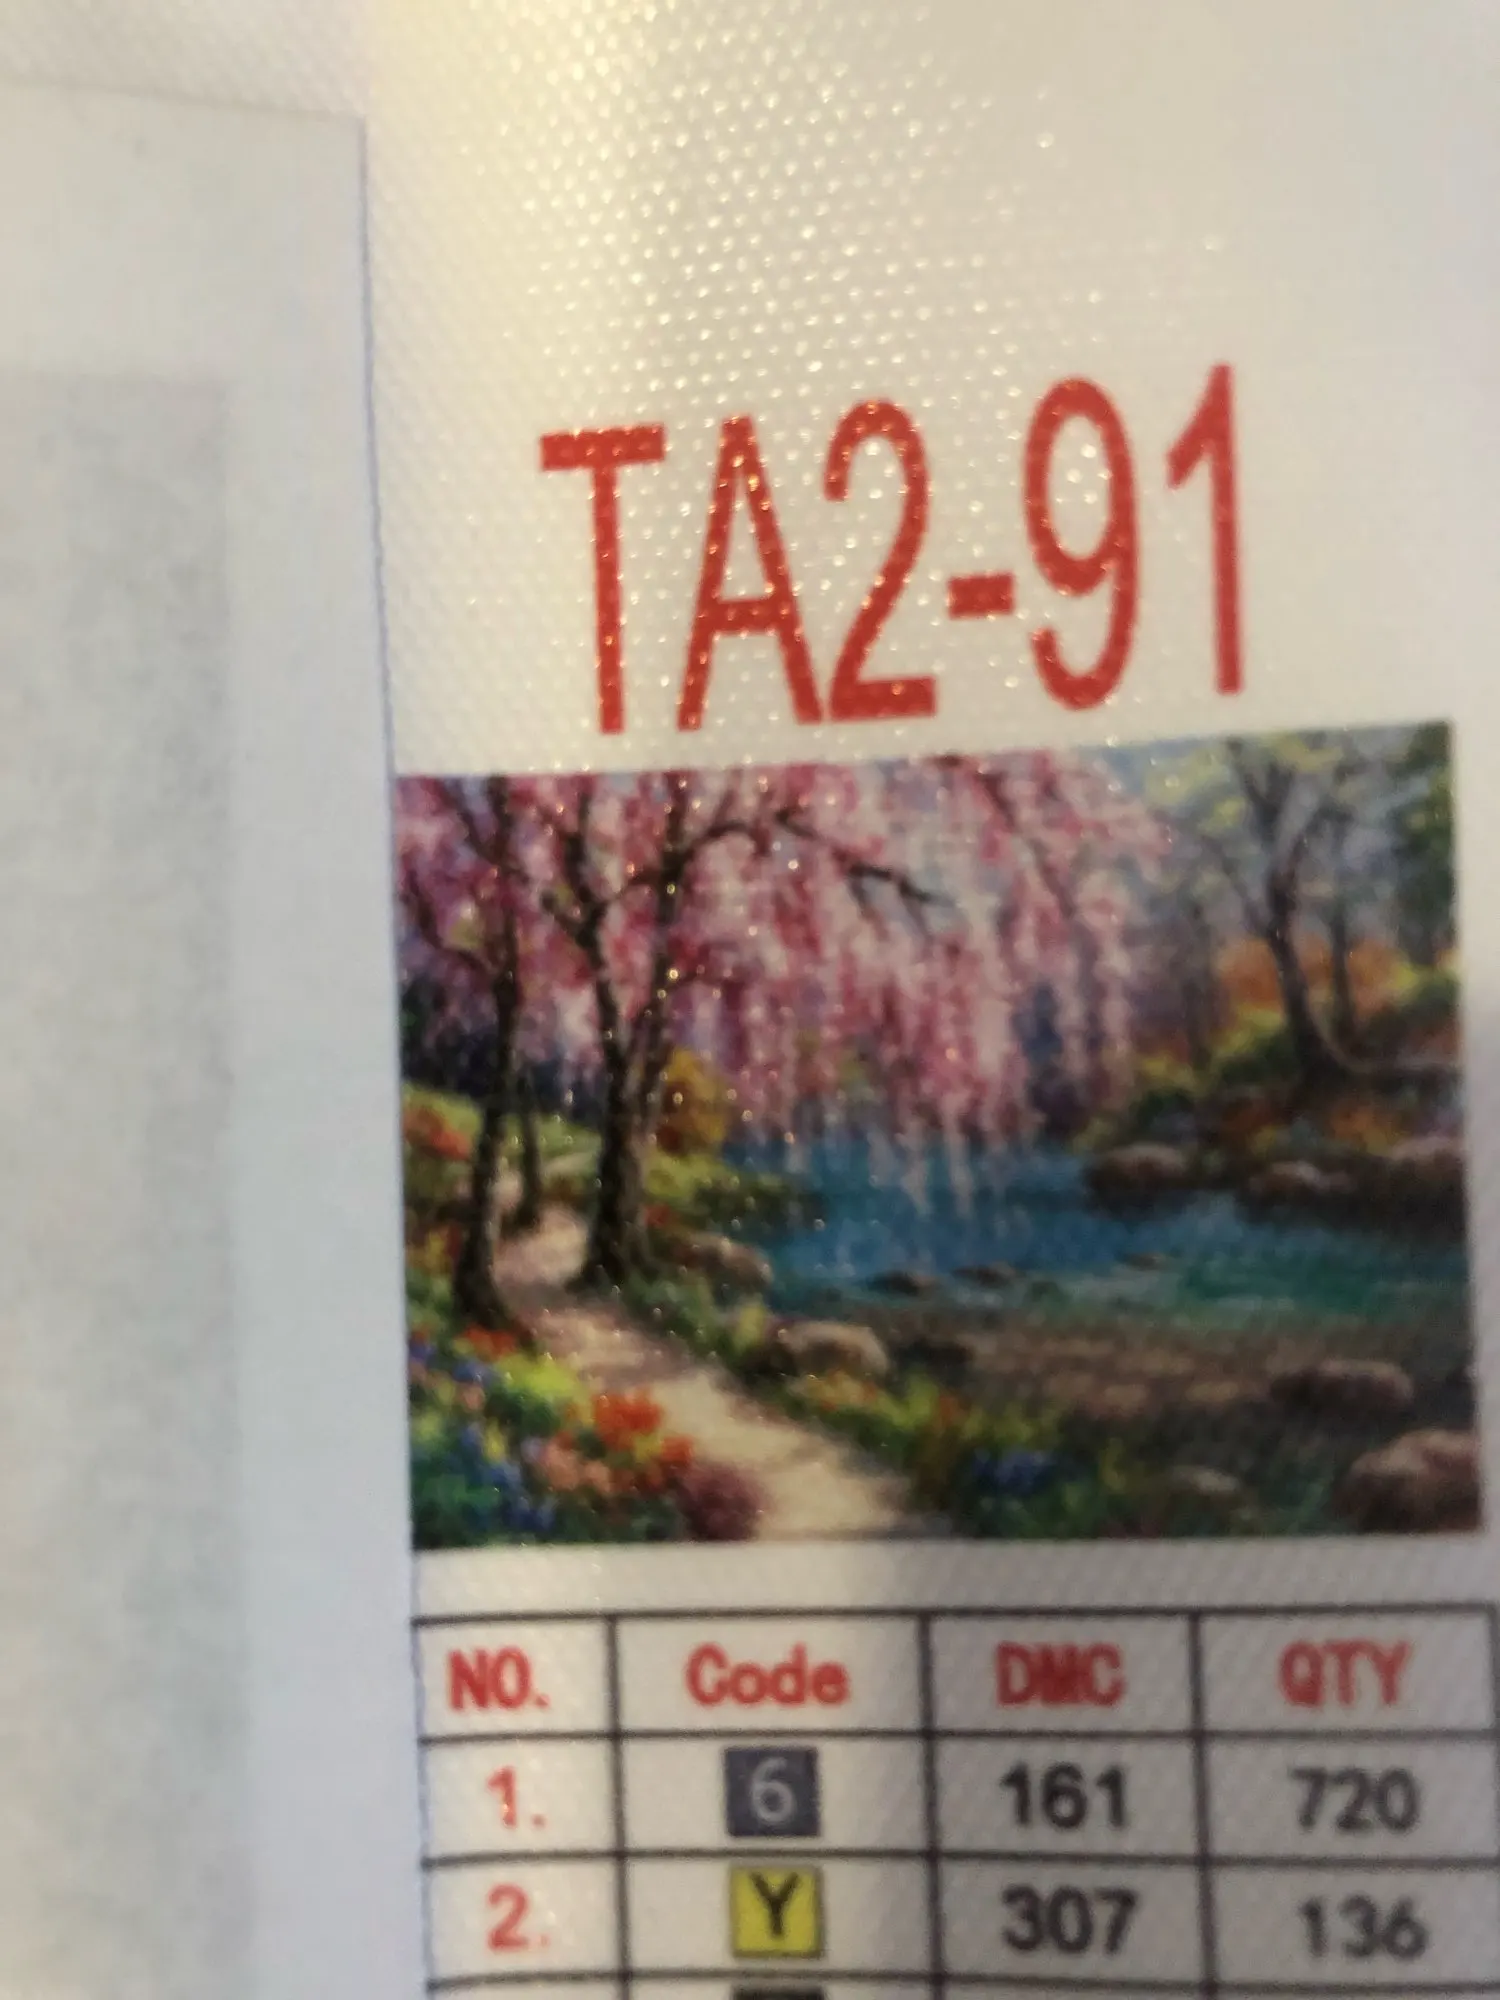 TA2-91
NO. Code DMC QTY
1. 6 161 720
2. Y 307 136